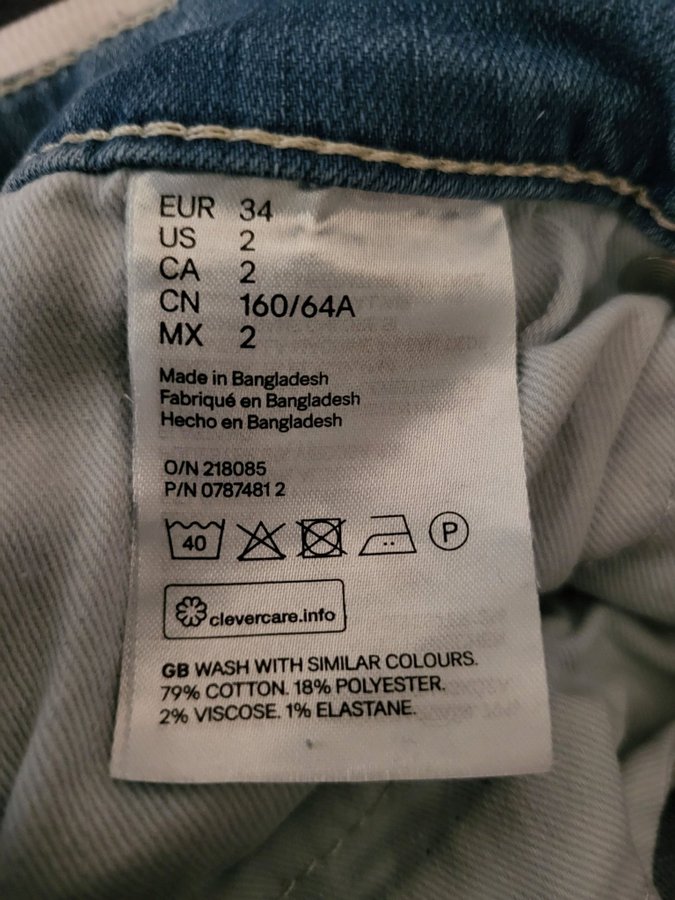 EUR 34
US 2
CA 2
CN 160/64A
MX 2
Made in Bangladesh
Fabriqué en Bangladesh
Hecho en Bangladesh
O/N 218085
P/N 0787481 2
40 P
clevercare.info
GB WASH WITH SIMILAR COLOURS.
79% COTTON. 18% POLYESTER.
2% VISCOSE. 1% ELASTANE.